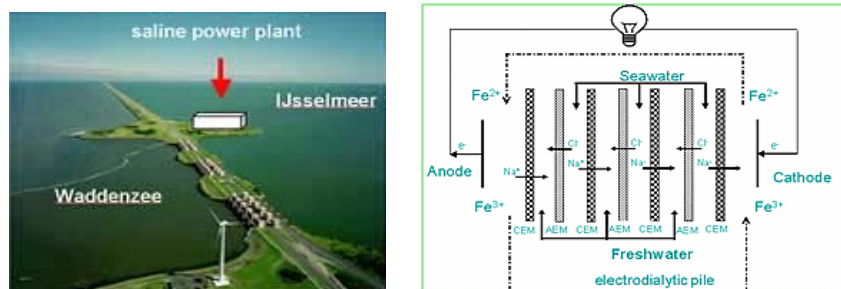 saline power plant
IJsselmeer
Waddenzee
Seawater
Fe2+
Fe2+
Cl-
Cl-
Cl-
e-
e-
Na+
Na+
Na+
Na+
Anode
Cathode
Fe3+
Fe3+
CEM
AEM
CEM
AEM
CEM
AEM
CEM
Freshwater
electrodialytic pile